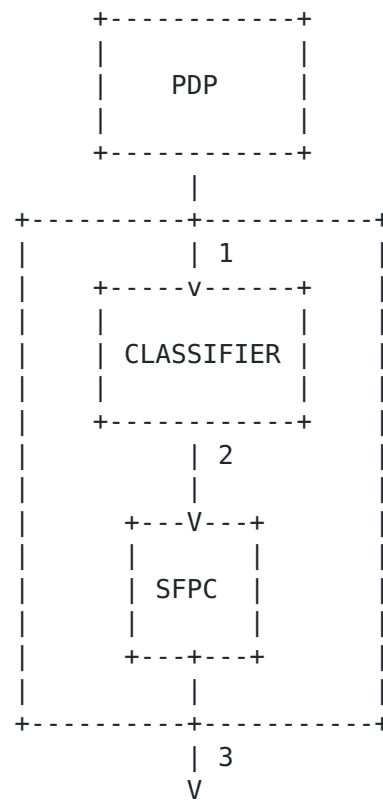 PDP
1
CLASSIFIER
2
SFPC
3